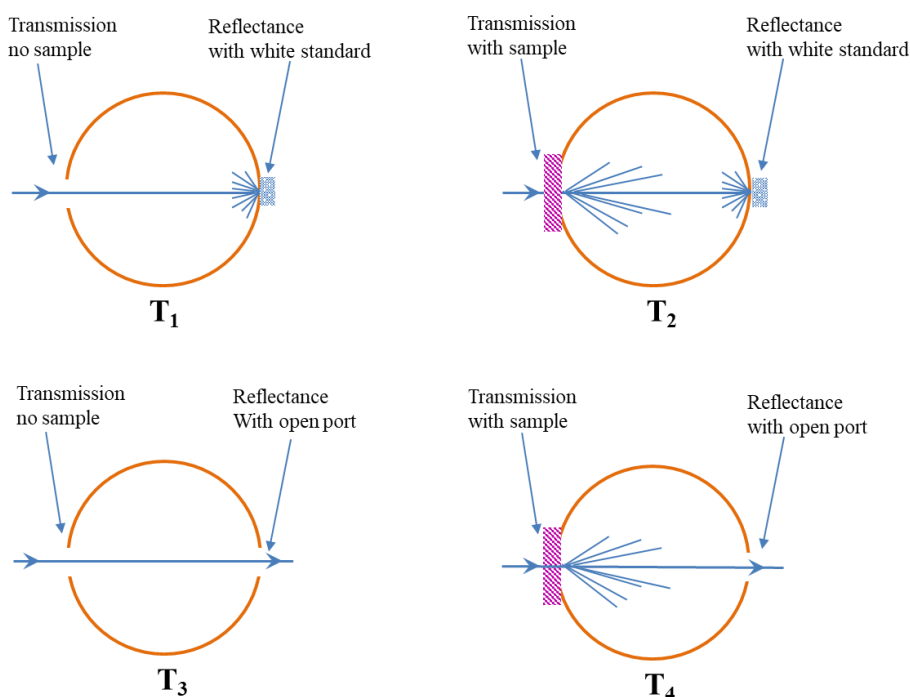 Transmission
no sample
Reflectance
with white standard
T1
Transmission
with sample
Reflectance
with white standard
T2
Transmission
no sample
Reflectance
With open port
T3
Transmission
with sample
Reflectance
with open port
T4